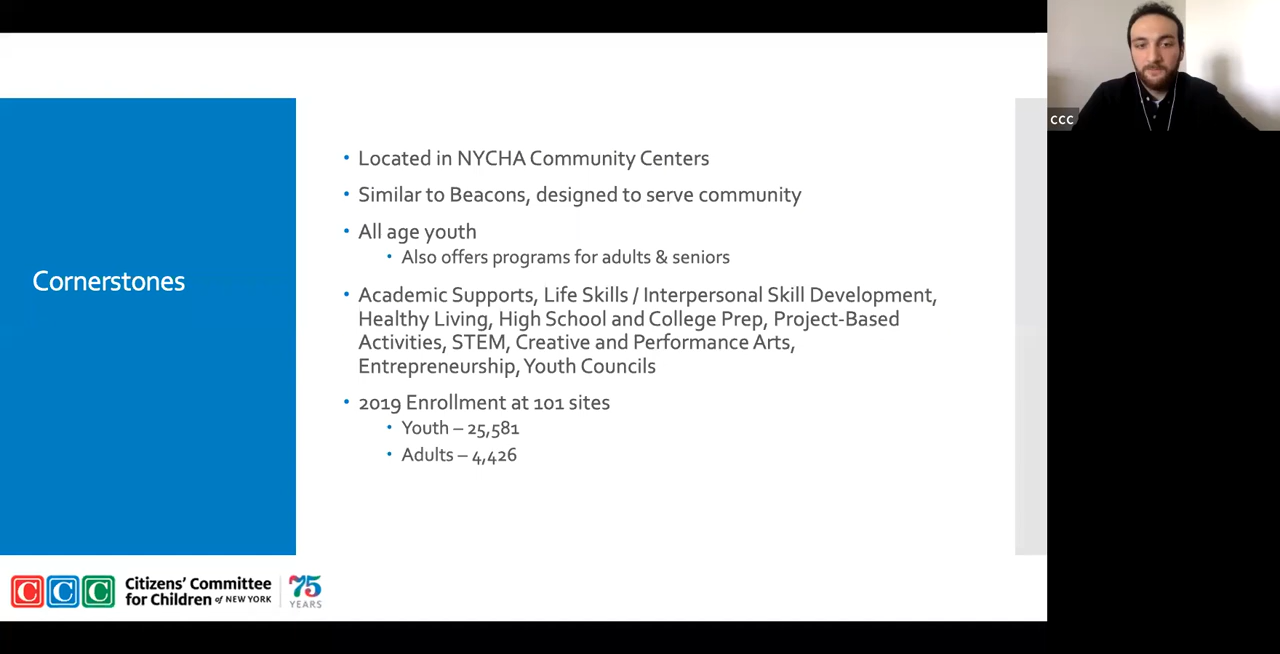 Cornerstones
• Located in NYCHA Community Centers
• Similar to Beacons, designed to serve community
• All age youth
• Also offers programs for adults & seniors
• Academic Supports, Life Skills / Interpersonal Skill Development,
Healthy Living, High School and College Prep, Project-Based
Activities, STEM, Creative and Performance Arts,
Entrepreneurship, Youth Councils
• 2019 Enrollment at 101 sites
• Youth – 25,581
• Adults – 4,426
CCC Citizens' Committee
for Children of NEW YORK
75
YEARS
ccc